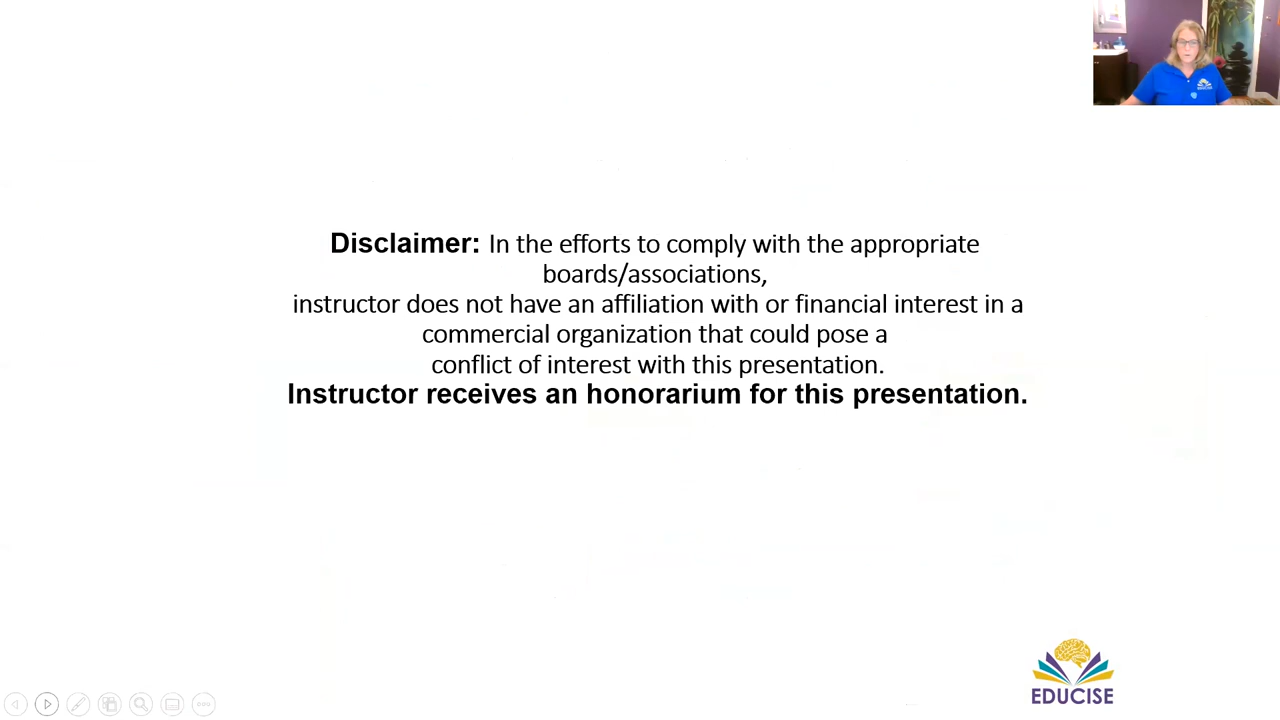 Disclaimer: In the efforts to comply with the appropriate
boards/associations,
instructor does not have an affiliation with or financial interest in a
commercial organization that could pose a
conflict of interest with this presentation.
Instructor receives an honorarium for this presentation.
EDUCISE
EDUCISE